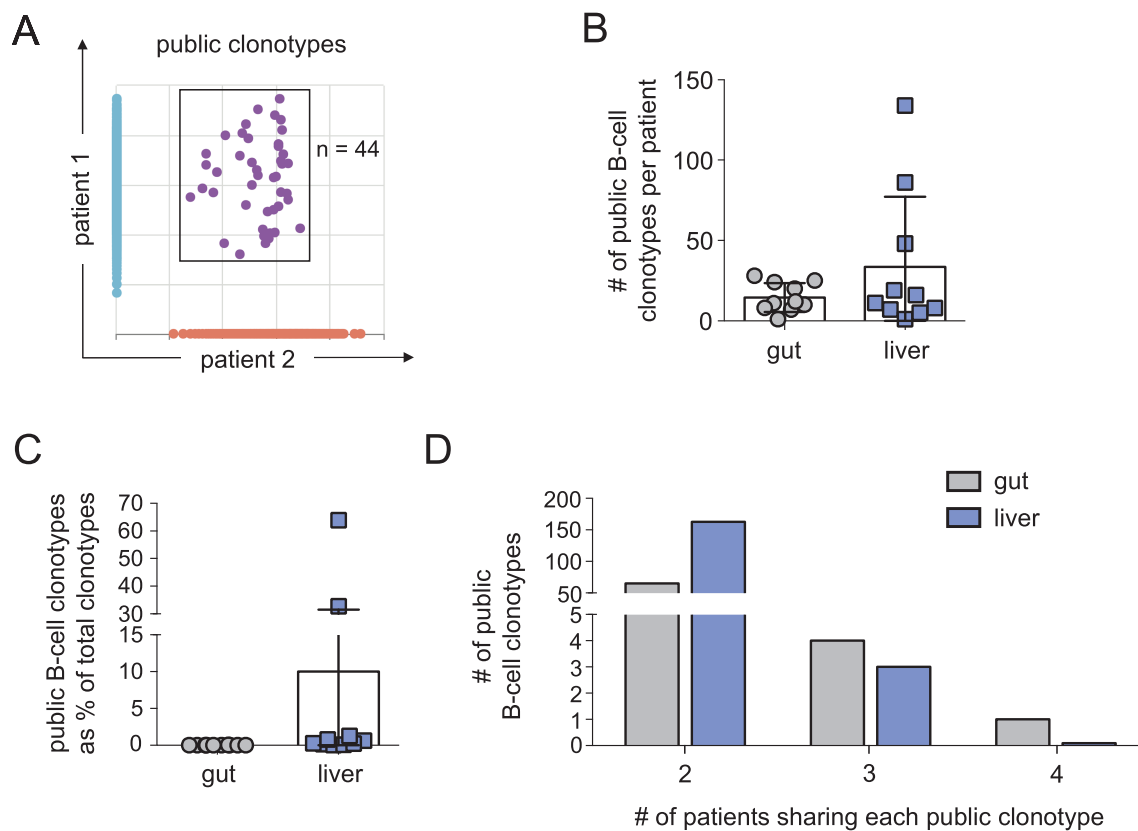 A
public clonotypes
n = 44
patient 1
patient 2
B
# of public B-cell
clonotypes per patient
150
100
50
0
gut
liver
C
public B-cell clonotypes
as % of total clonotypes
70
60
50
40
30
15
10
5
0
gut
liver
D
gut
liver
# of public
B-cell clonotypes
200
150
100
50
5
4
3
2
1
0
2
3
4
# of patients sharing each public clonotype